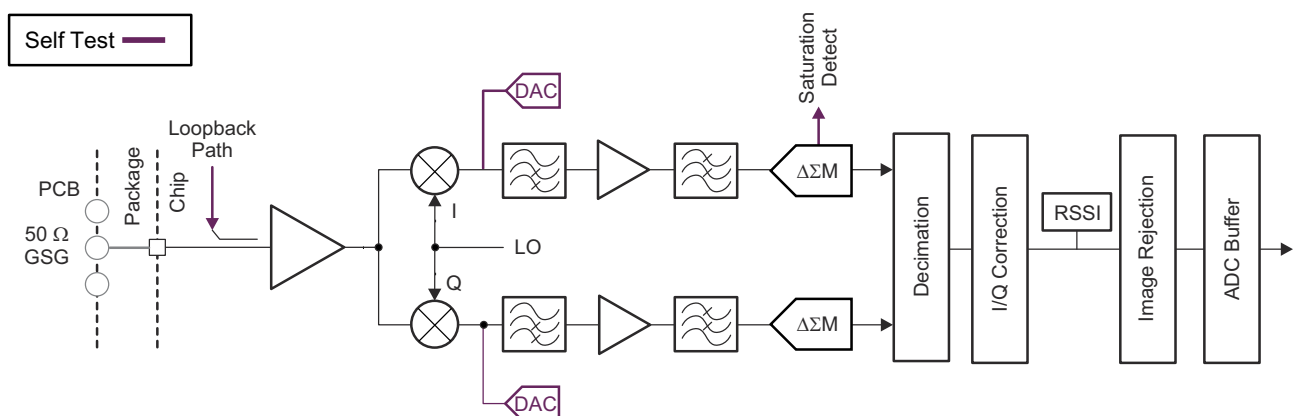 Self Test
DAC
Saturation
Detect
Loopback
Path
PCB
Package
Chip
50 Ω
GSG
I
LO
Q
ΔΣM
ΔΣM
DAC
Decimation
I/Q Correction
RSSI
Image Rejection
ADC Buffer